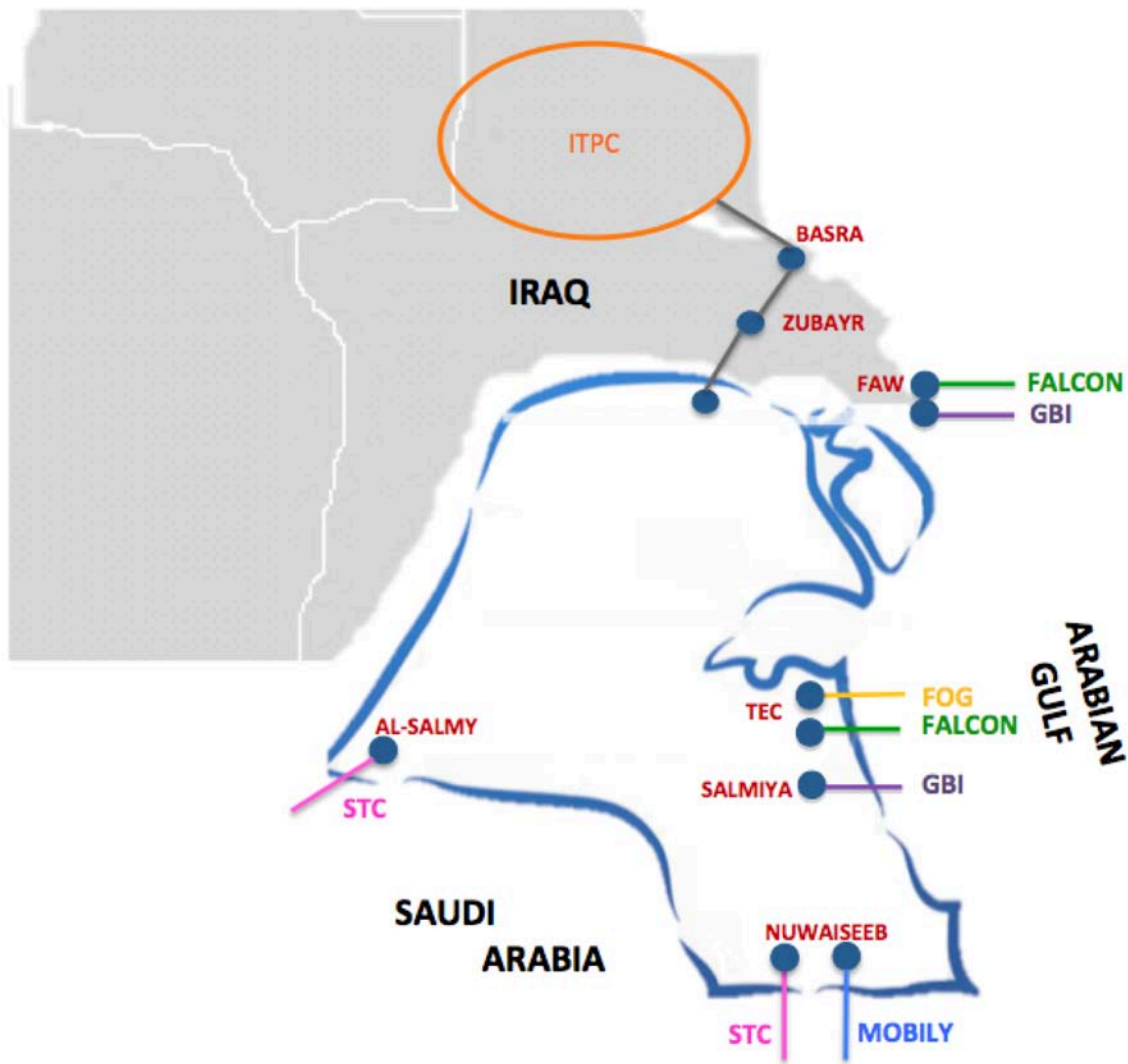 ITPC
BASRA
IRAQ
ZUBAYR
FAW
FALCON
GBI
ARABIAN
GULF
TEC
FOG
FALCON
AL-SALMY
SALMIYA
GBI
STC
SAUDI
ARABIA
NUWAISEEB
STC
MOBILY